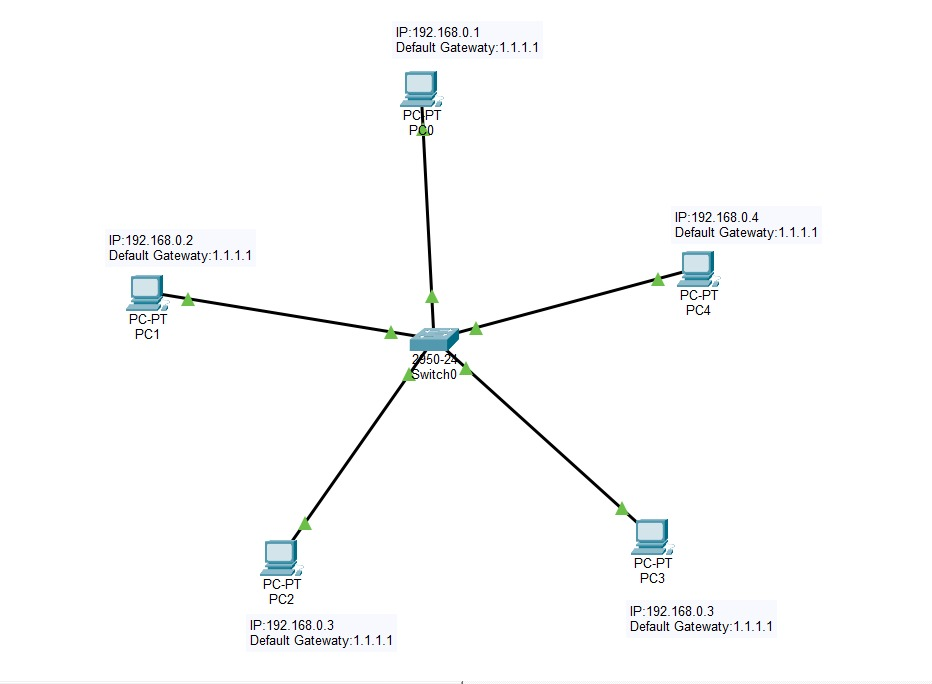 IP:192.168.0.1
Default Gatewaty:1.1.1.1
PC-PT
PC0
IP:192.168.0.2
Default Gatewaty:1.1.1.1
PC-PT
PC1
IP:192.168.0.4
Default Gatewaty:1.1.1.1
PC-PT
PC4
2950-24
Switch0
PC-PT
PC2
IP:192.168.0.3
Default Gatewaty:1.1.1.1
PC-PT
PC3
IP:192.168.0.3
Default Gatewaty:1.1.1.1